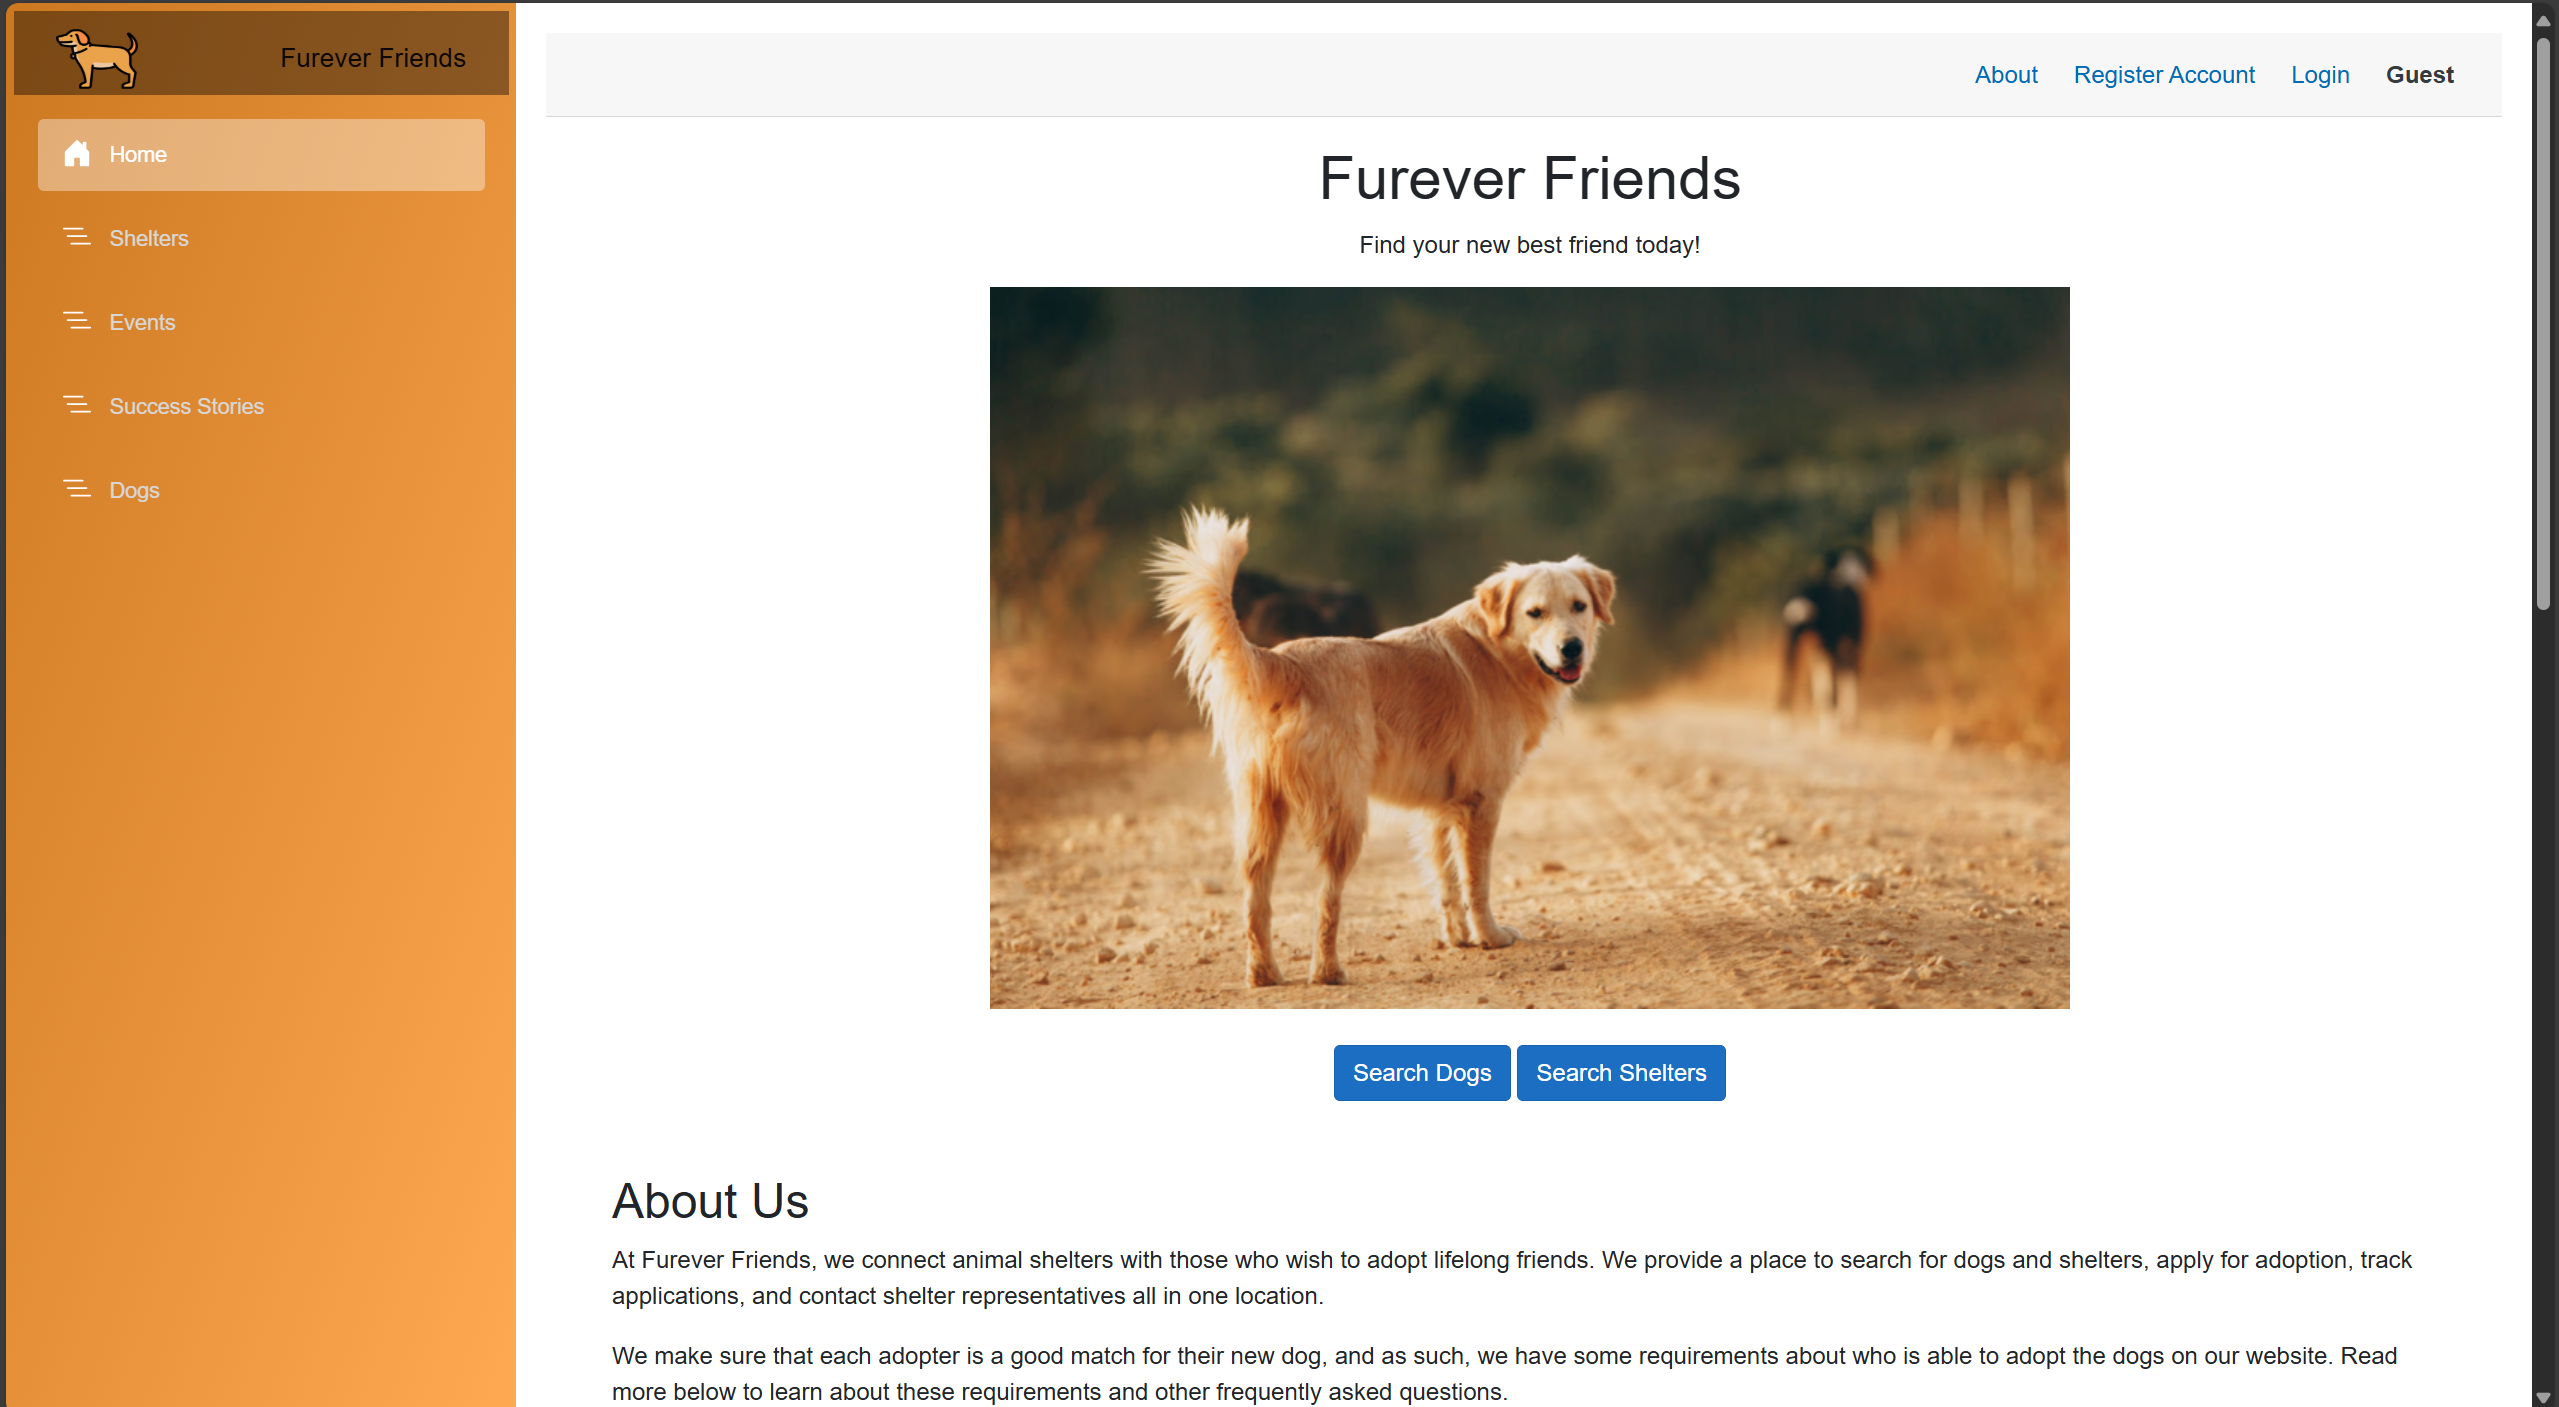 Furever Friends
Home
Shelters
Events
Success Stories
Dogs
About Register Account Login Guest
Furever Friends
Find your new best friend today!
Search Dogs Search Shelters
About Us
At Furever Friends, we connect animal shelters with those who wish to adopt lifelong friends. We provide a place to search for dogs and shelters, apply for adoption, track
applications, and contact shelter representatives all in one location.
We make sure that each adopter is a good match for their new dog, and as such, we have some requirements about who is able to adopt the dogs on our website. Read
more below to learn about these requirements and other frequently asked questions.